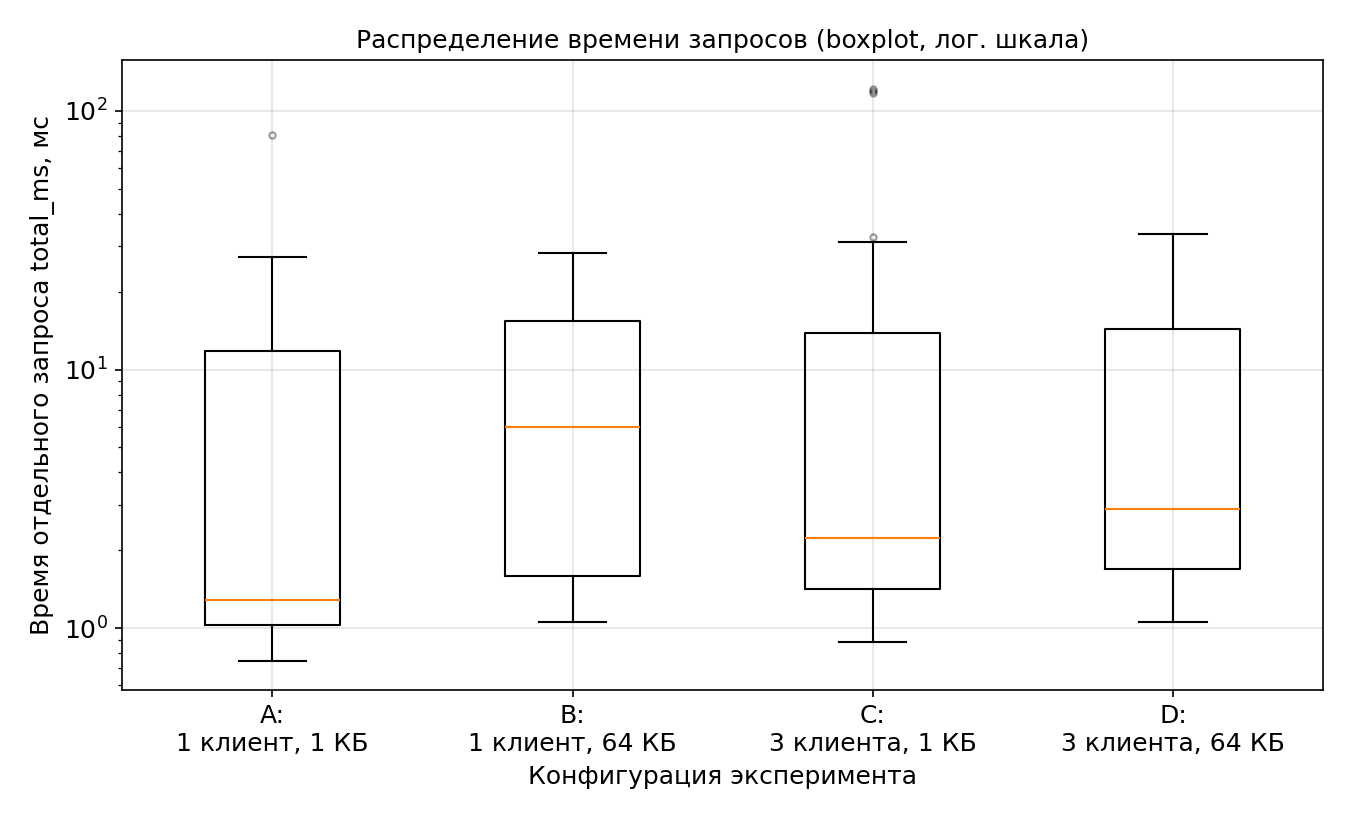 Распределение времени запросов (boxplot, лог. шкала)
Время отдельного запроса total_ms, мс
10²
10¹
10⁰
A:
1 клиент, 1 КБ
B:
1 клиент, 64 КБ
C:
3 клиента, 1 КБ
D:
3 клиента, 64 КБ
Конфигурация эксперимента